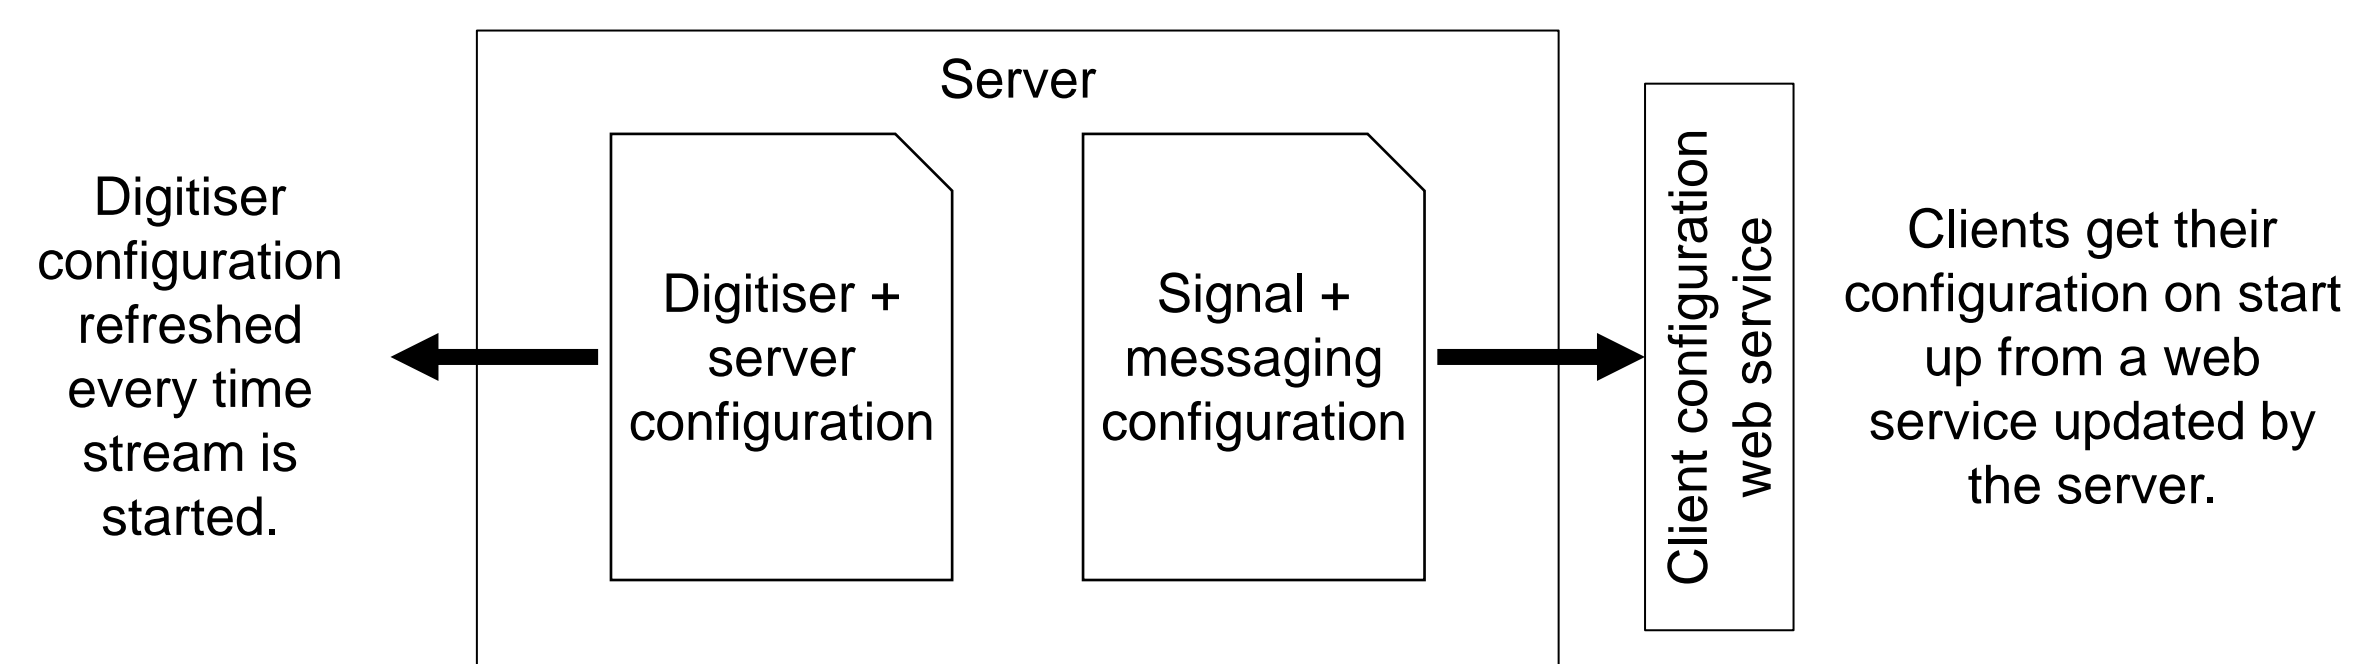 Server
Digitiser
configuration
refreshed
every time
stream is
started.
Digitiser +
server
configuration
Signal +
messaging
configuration
Client configuration
web service
Clients get their
configuration on start
up from a web
service updated by
the server.